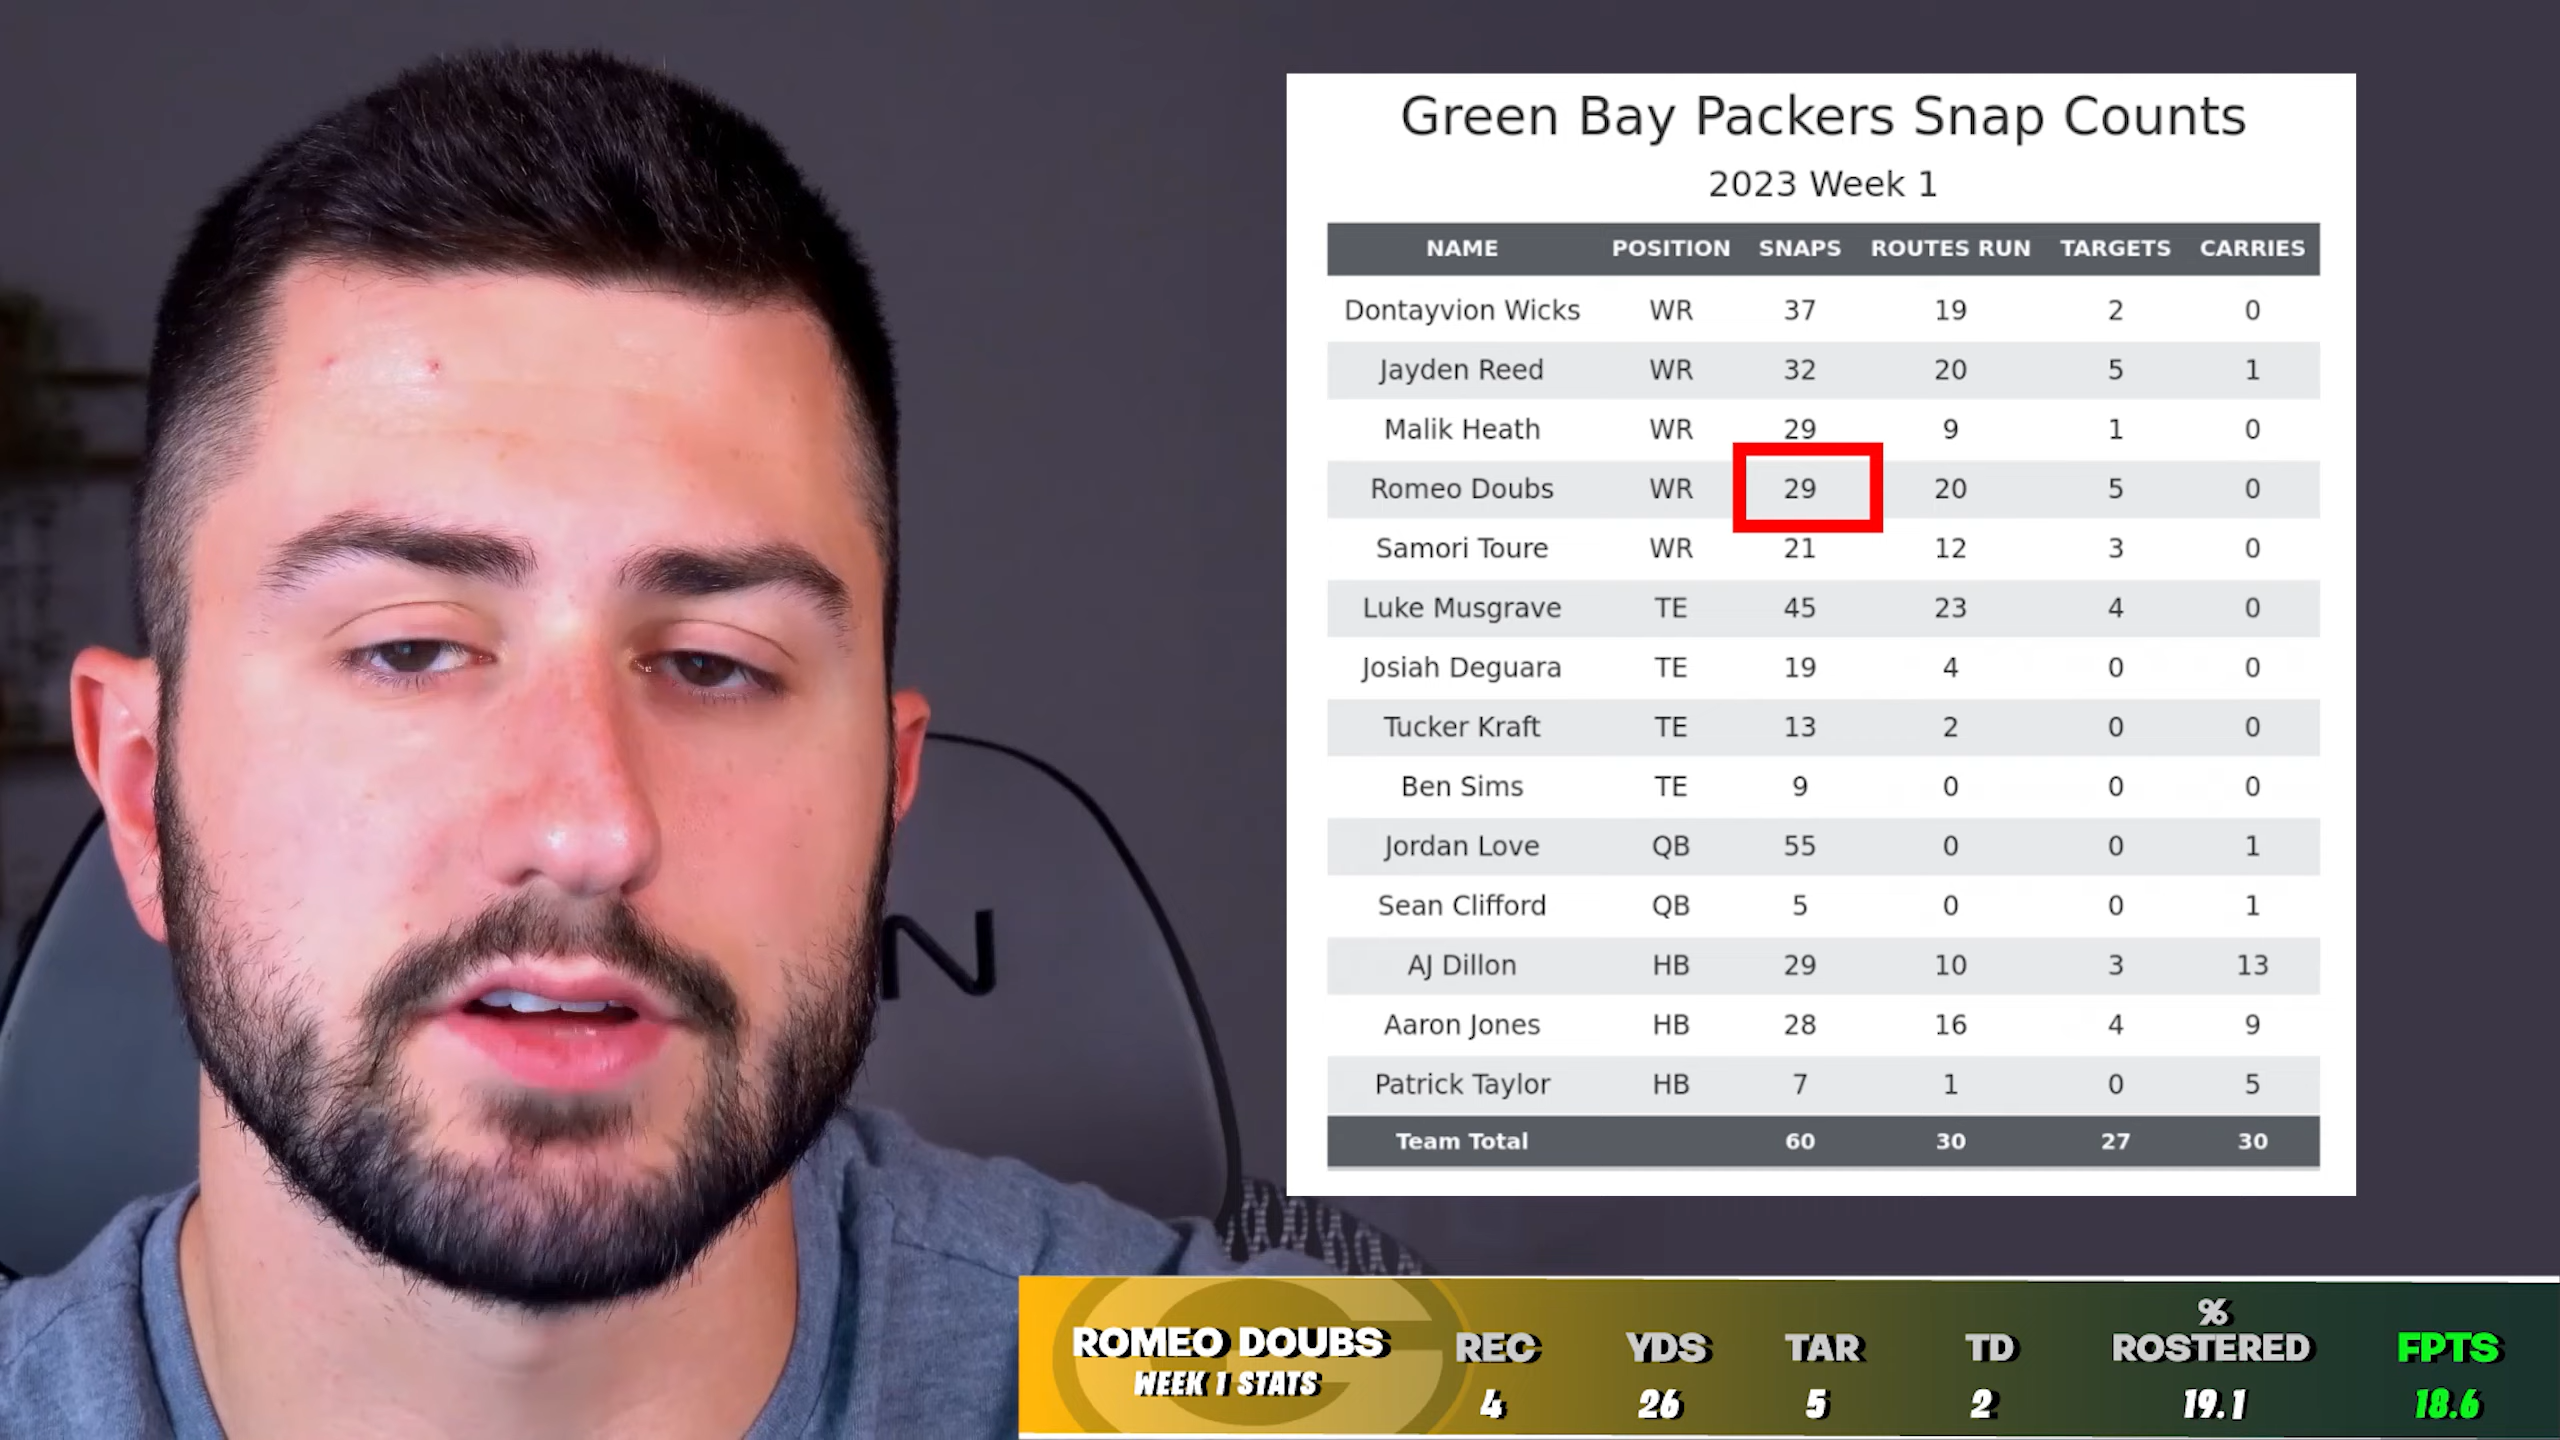 Green Bay Packers Snap Counts
2023 Week 1
NAME POSITION SNAPS ROUTES RUN TARGETS CARRIES
Dontayvion Wicks WR 37 19 2 0
Jayden Reed WR 32 20 5 1
Malik Heath WR 29 9 1 0
Romeo Doubs WR 29 20 5 0
Samori Toure WR 21 12 3 0
Luke Musgrave TE 45 23 4 0
Josiah Deguara TE 19 4 0 0
Tucker Kraft TE 13 2 0 0
Ben Sims TE 9 0 0 0
Jordan Love QB 55 0 0 1
Sean Clifford QB 5 0 0 1
AJ Dillon HB 29 10 3 13
Aaron Jones HB 28 16 4 9
Patrick Taylor HB 7 1 0 5
Team Total 60 30 27 30
N
ROMEO DOUBS
WEEK 1 STATS
REC YDS TAR TD % ROSTERED FPTS
4 26 5 2 19.1 18.6